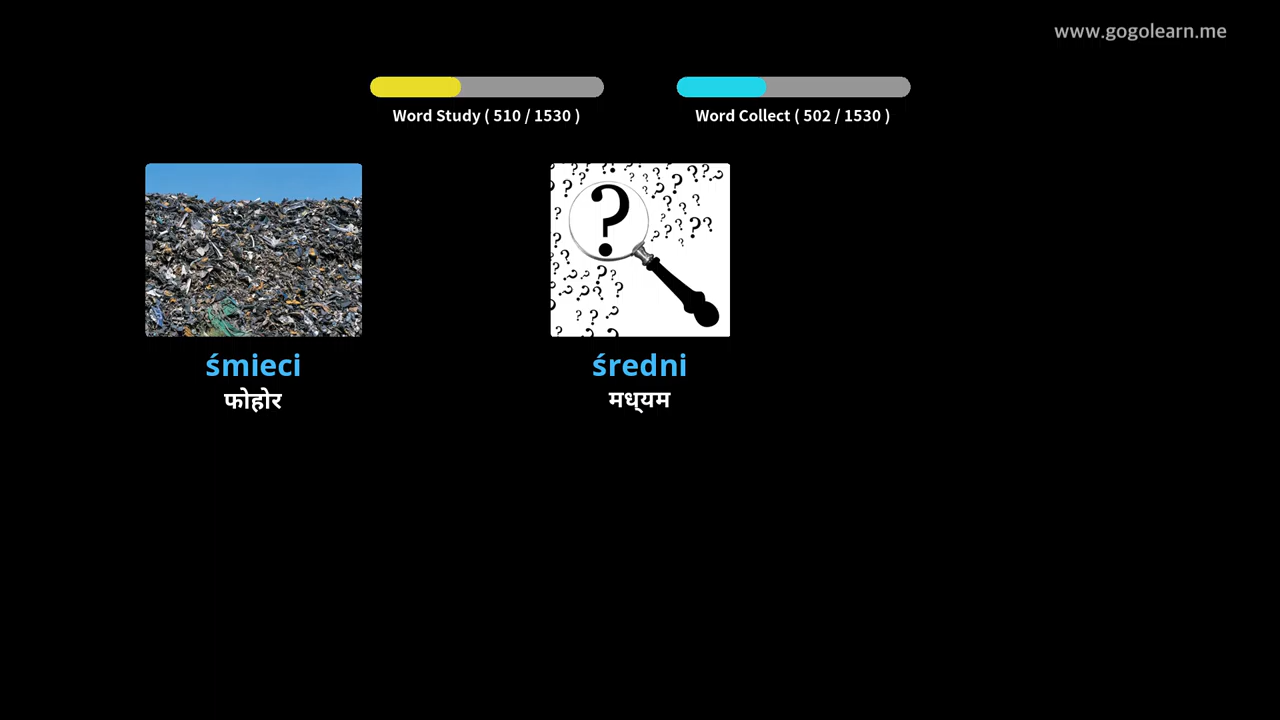 www.gogolearn.me
Word Study ( 510 / 1530 )
Word Collect ( 502 / 1530 )
śmieci
फोहोर
średni
मध्यम